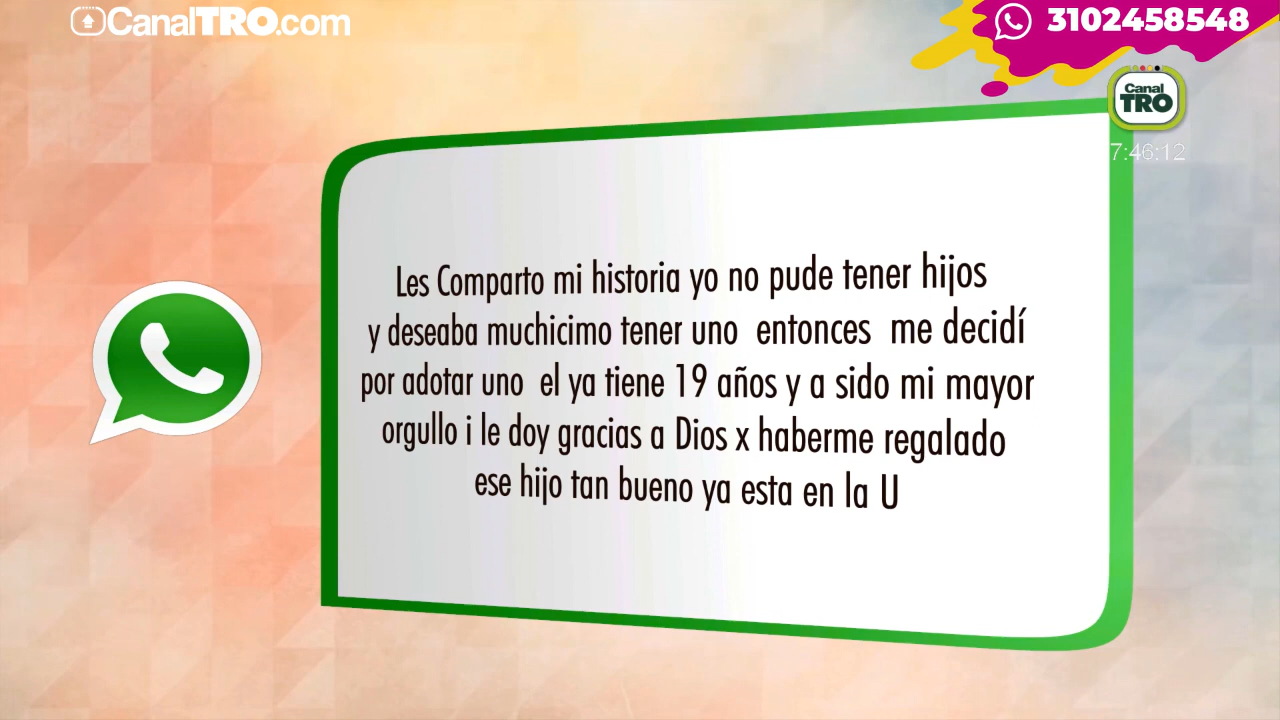 CanalTRO.com
3102458548
Canal
TRO
7:46:12
Les Comparto mi historia yo no pude tener hijos
y deseaba muchicimo tener uno entonces me decidí
por adotar uno el ya tiene 19 años y a sido mi mayor
orgullo i le doy gracias a Dios x haberme regalado
ese hijo tan bueno ya esta en la U